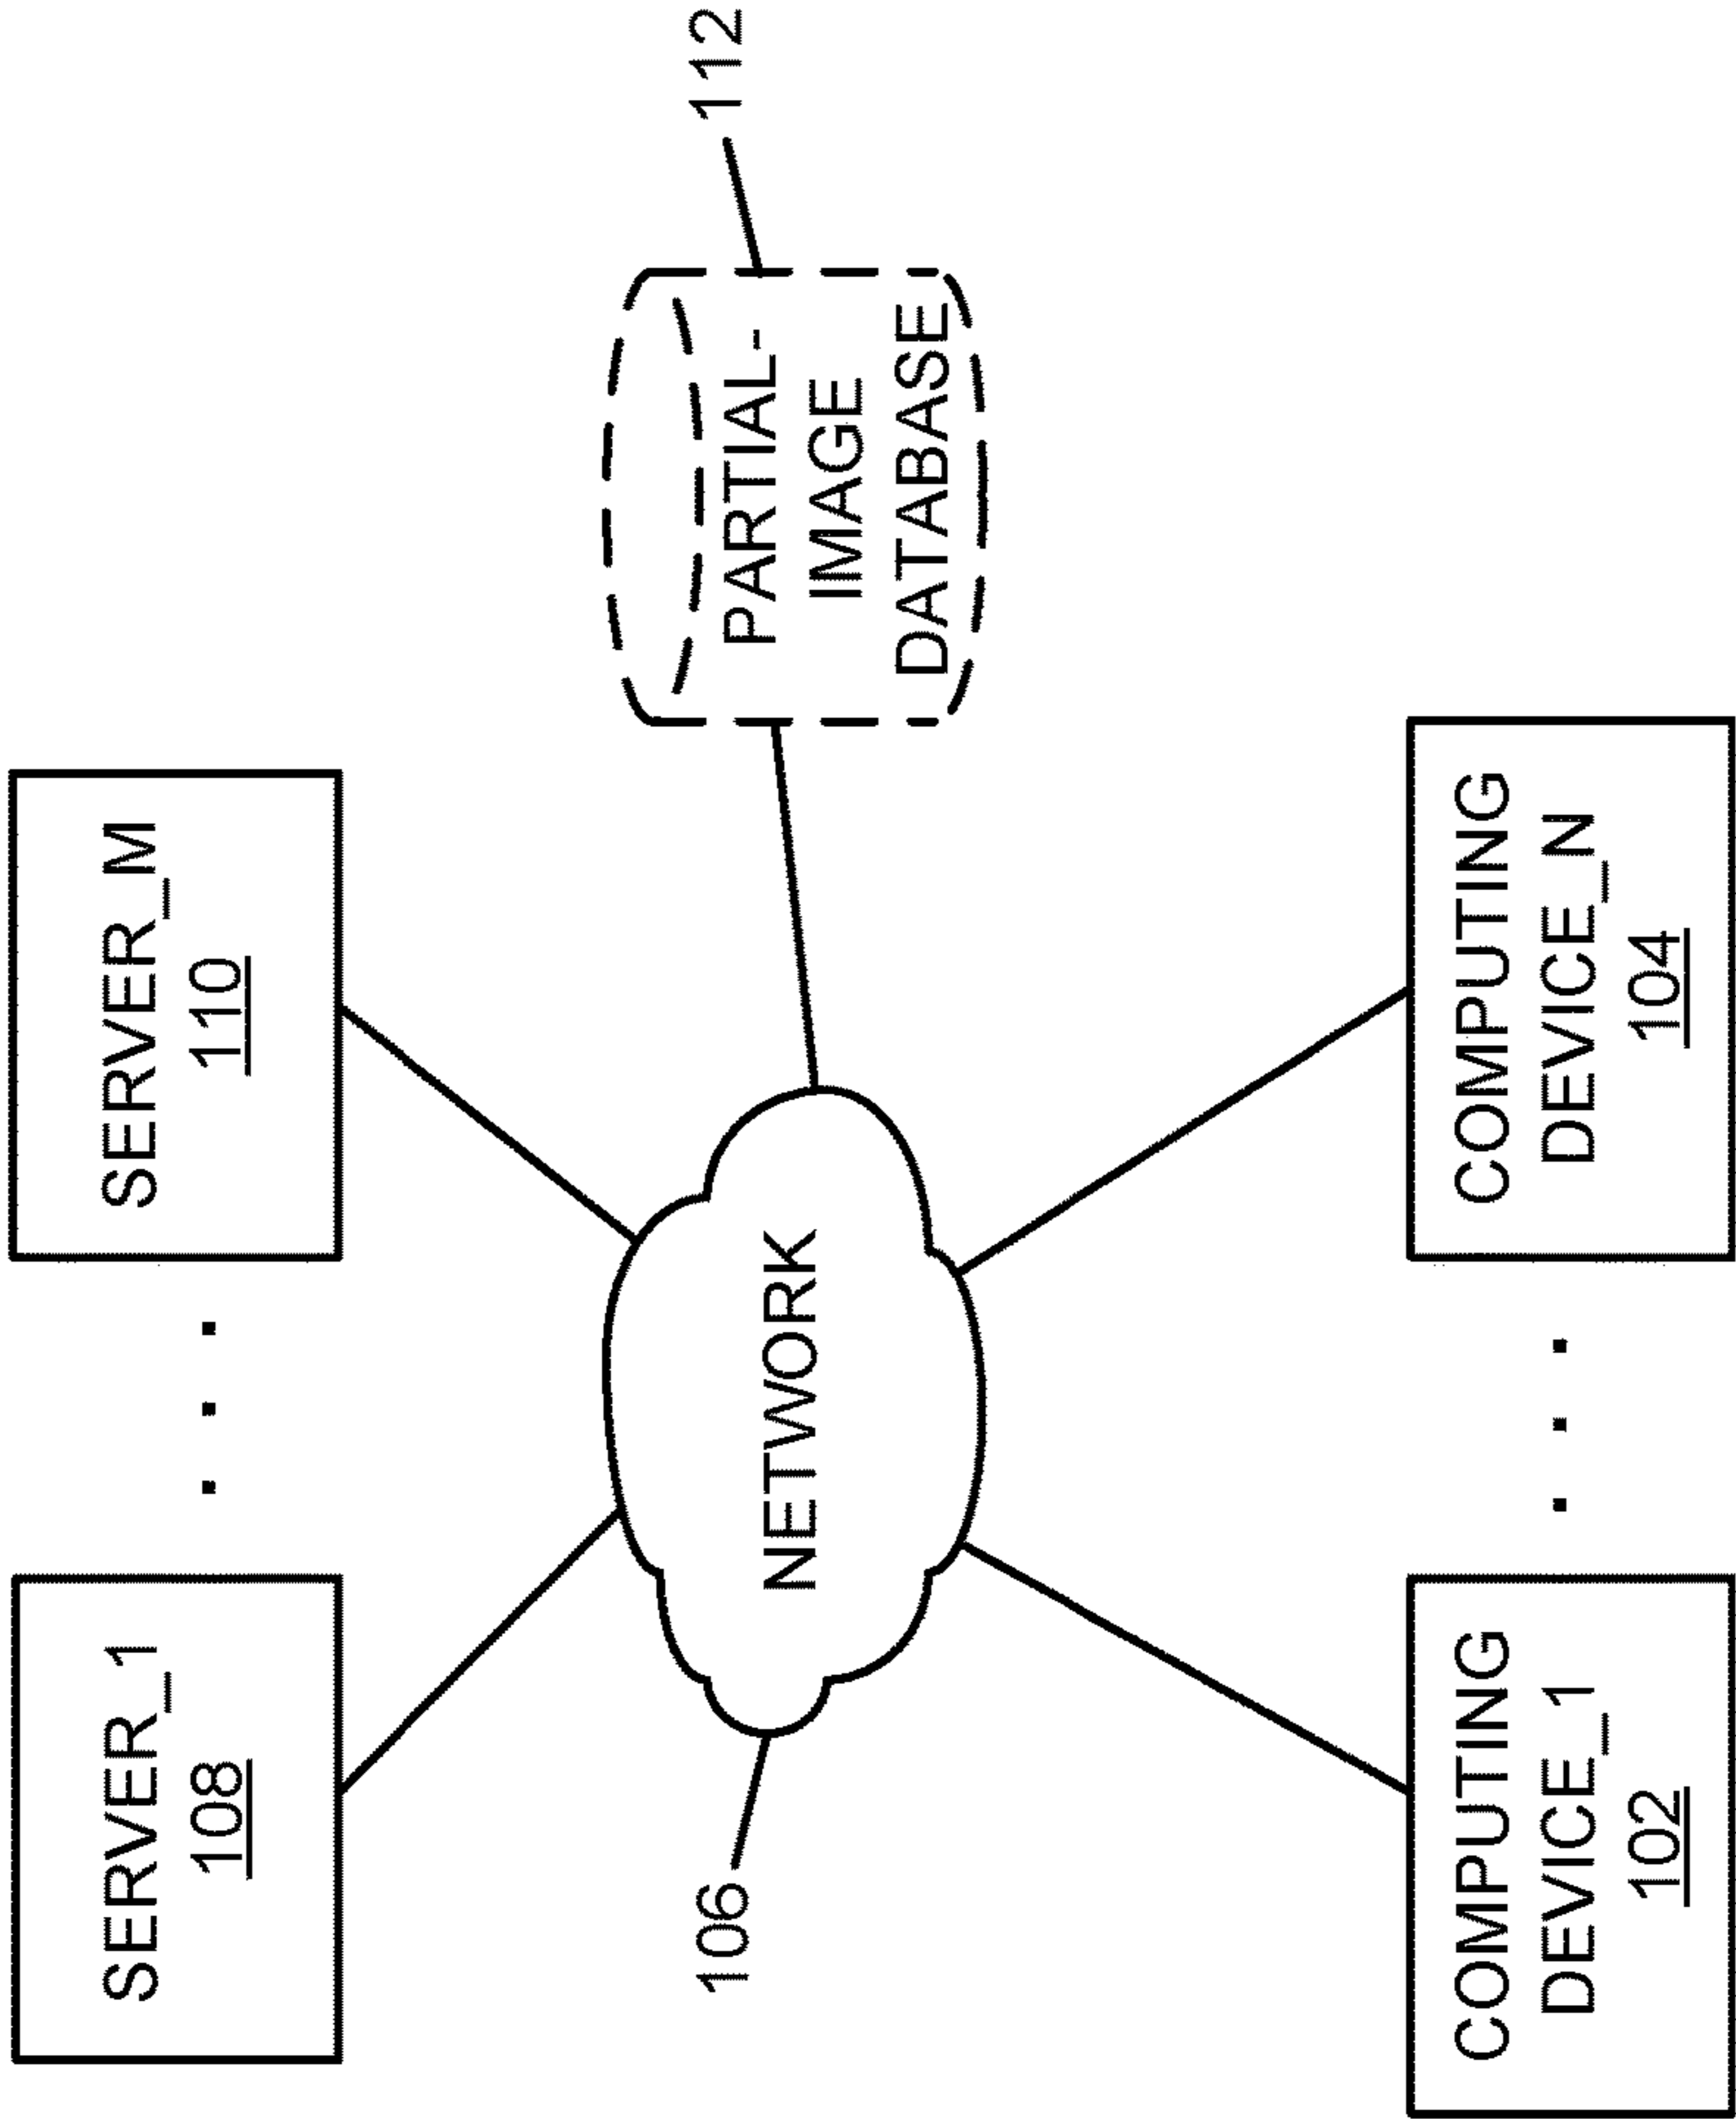 SERVER_1
108
. . .
SERVER_M
110
106
NETWORK
PARTIAL-
IMAGE
DATABASE
112
COMPUTING
DEVICE_1
102
. . .
COMPUTING
DEVICE_N
104